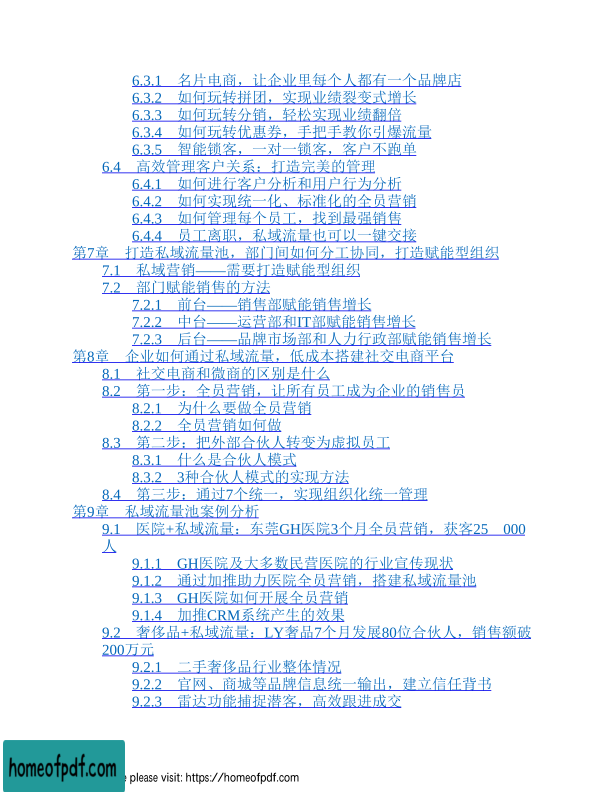 6.3.1 名片电商，让企业里每个人都有一个品牌店
6.3.2 如何玩转拼团，实现业绩裂变式增长
6.3.3 如何玩转分销，轻松实现业绩翻倍
6.3.4 如何玩转优惠券，手把手教你引爆流量
6.3.5 智能锁客，一对一锁客，客户不跑单
6.4 高效管理客户关系：打造完美的管理
6.4.1 如何进行客户分析和用户行为分析
6.4.2 如何实现统一化、标准化的全员营销
6.4.3 如何管理每个员工，找到最强销售
6.4.4 员工离职，私域流量也可以一键交接
第7章 打造私域流量池，部门间如何分工协同，打造赋能型组织
7.1 私域营销——需要打造赋能型组织
7.2 部门赋能销售的方法
7.2.1 前台——销售部赋能销售增长
7.2.2 中台——运营部和IT部赋能销售增长
7.2.3 后台——品牌市场部和人力行政部赋能销售增长
第8章 企业如何通过私域流量，低成本搭建社交电商平台
8.1 社交电商和微商的区别是什么
8.2 第一步：全员营销，让所有员工成为企业的销售员
8.2.1 为什么要做全员营销
8.2.2 全员营销如何做
8.3 第二步：把外部合伙人转变为虚拟员工
8.3.1 什么是合伙人模式
8.3.2 3种合伙人模式的实现方法
8.4 第三步：通过7个统一，实现组织化统一管理
第9章 私域流量池案例分析
9.1 医院+私域流量：东莞GH医院3个月全员营销，获客25 000
人
9.1.1 GH医院及大多数民营医院的行业宣传现状
9.1.2 通过加推助力医院全员营销，搭建私域流量池
9.1.3 GH医院如何开展全员营销
9.1.4 加推CRM系统产生的效果
9.2 奢侈品+私域流量：LY奢品7个月发展80位合伙人，销售额破
200万元
9.2.1 二手奢侈品行业整体情况
9.2.2 官网、商城等品牌信息统一输出，建立信任背书
9.2.3 雷达功能捕捉潜客，高效跟进成交
homeofpdf.com
please visit: https://homeofpdf.com